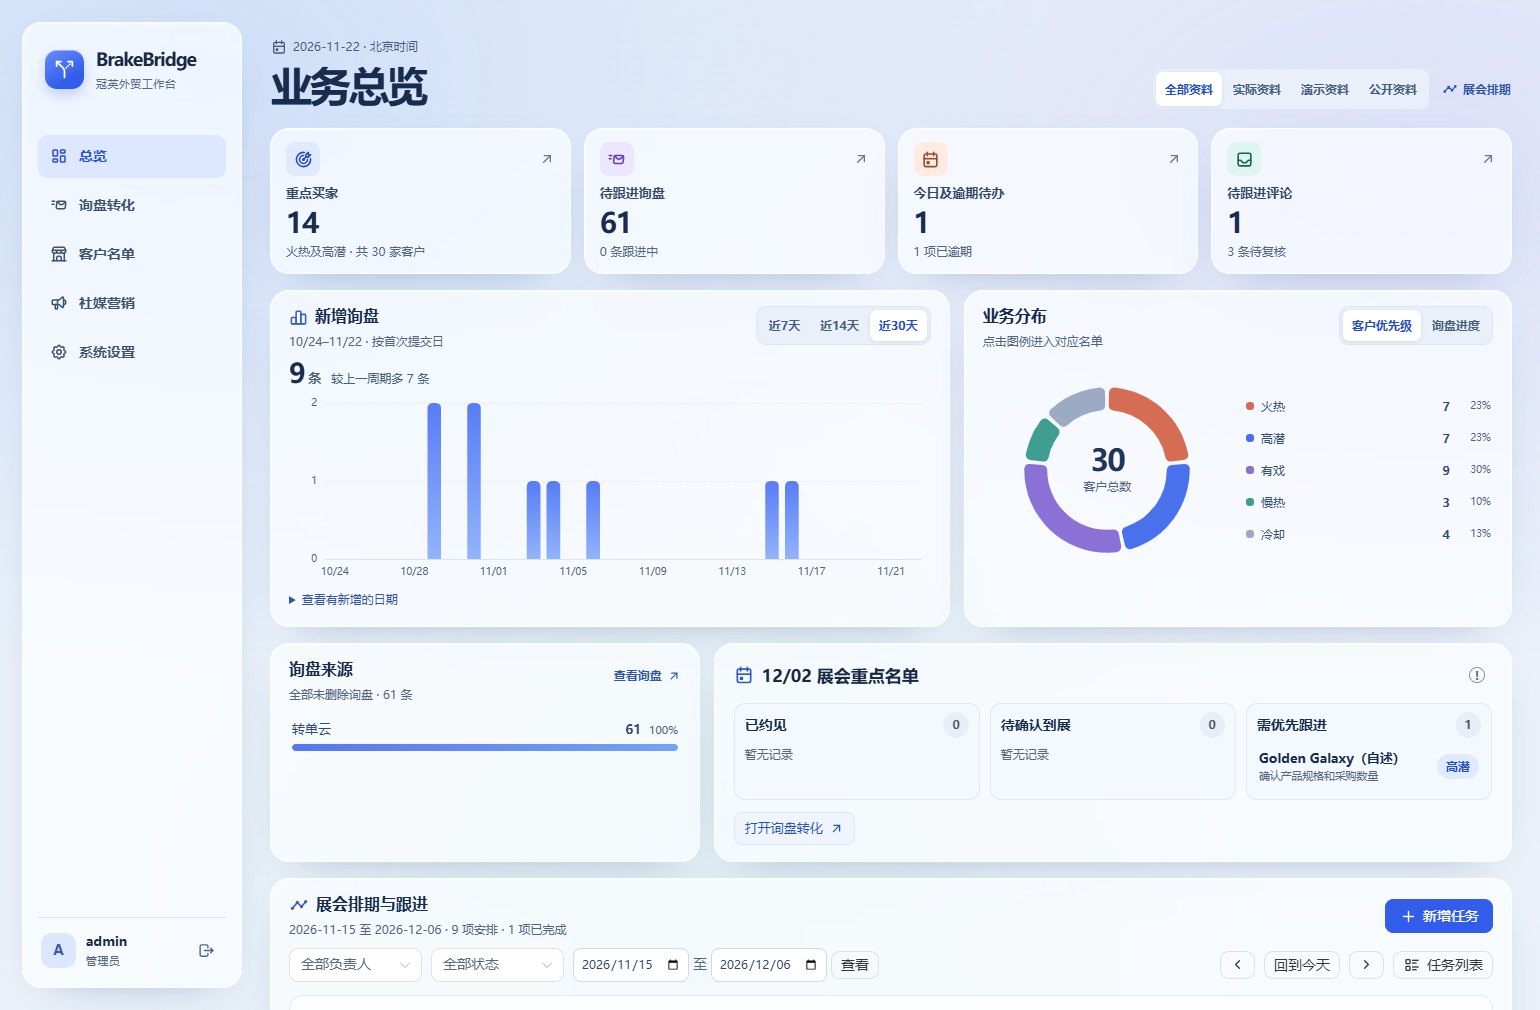 BrakeBridge
冠英外贸工作台
总览
询盘转化
客户名单
社媒营销
系统设置
A
admin
管理员
2026-11-22 · 北京时间
业务总览
全部资料 实际资料 演示资料 公开资料 展会排期
重点买家
14
火热及高潜 · 共 30 家客户
待跟进询盘
61
0 条跟进中
今日及逾期待办
1
1 项已逾期
待跟进评论
1
3 条待复核
新增询盘
10/24–11/22 · 按首次提交日
近7天 近14天 近30天
9 条 较上一周期多 7 条
2
1
0
10/24 10/28 11/01 11/05 11/09 11/13 11/17 11/21
查看有新增的日期
业务分布
点击图例进入对应名单
客户优先级 询盘进度
30
客户总数
火热 7 23%
高潜 7 23%
有戏 9 30%
慢热 3 10%
冷却 4 13%
询盘来源
全部未删除询盘 · 61 条
查看询盘
转单云 61 100%
12/02 展会重点名单
已约见 0
暂无记录
待确认到展 0
暂无记录
需优先跟进 1
Golden Galaxy（自述）
确认产品规格和采购数量
高潜
打开询盘转化
展会排期与跟进
2026-11-15 至 2026-12-06 · 9 项安排 · 1 项已完成
+ 新增任务
全部负责人 全部状态 2026/11/15 至 2026/12/06 查看
回到今天 任务列表